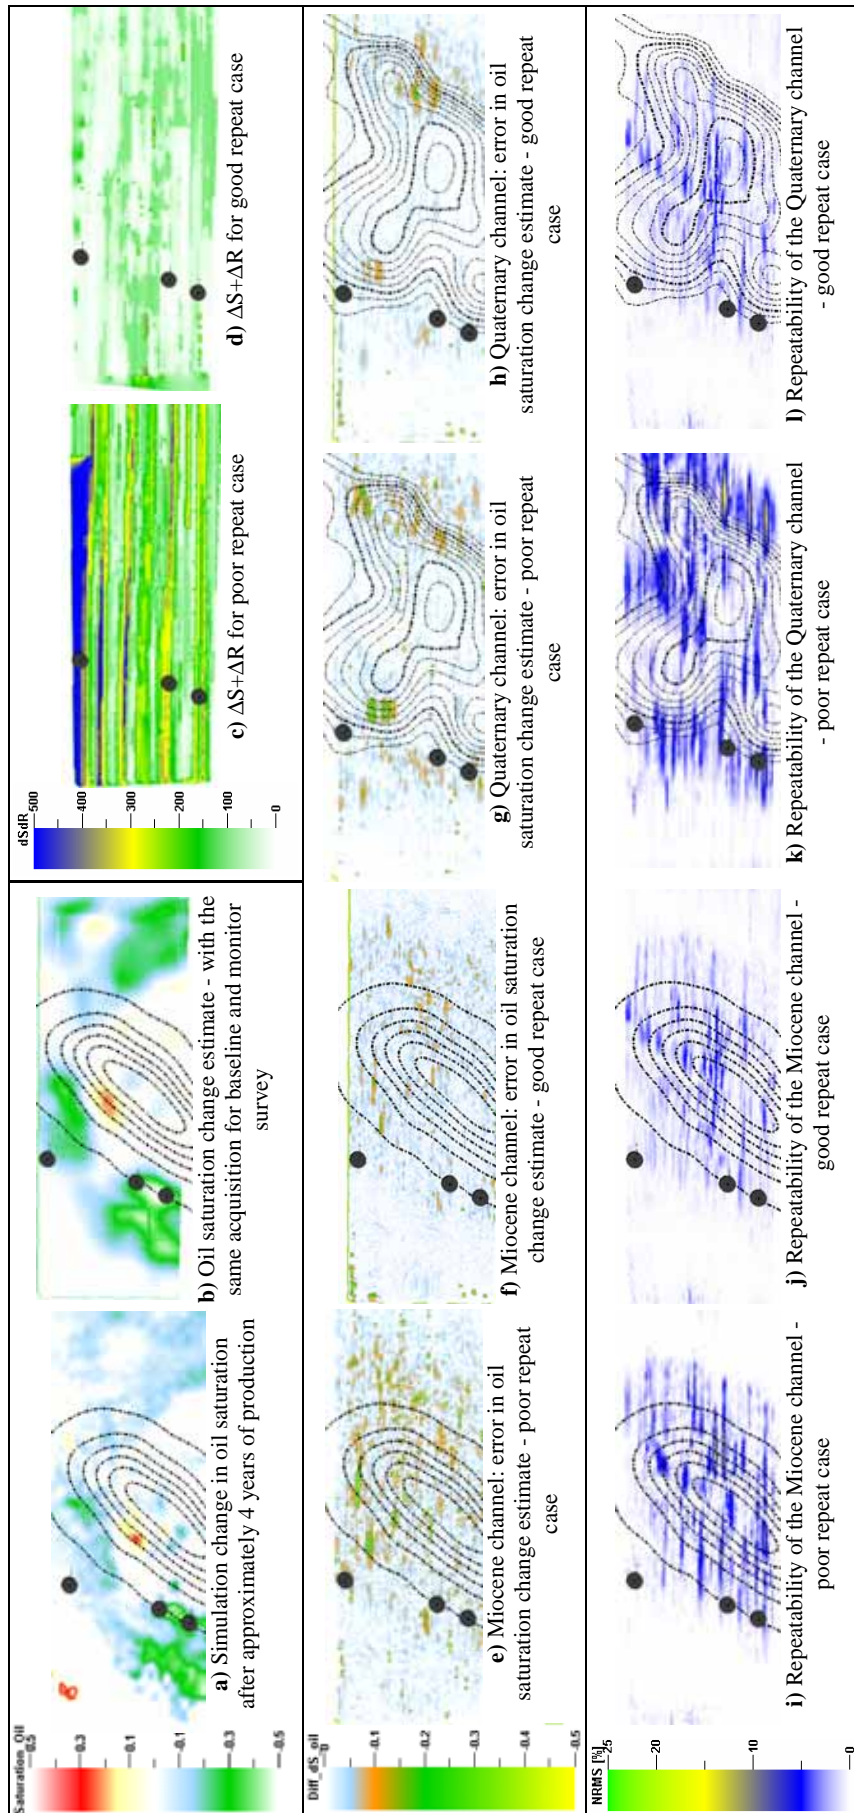 Saturation_Oil
0.5
0.3
0.1
-0.1
-0.3
-0.5
a) Simulation change in oil saturation
after approximately 4 years of production
b) Oil saturation change estimate - with the
same acquisition for baseline and monitor
survey
dSdR
500
400
300
200
100
0
c) ΔS+ΔR for poor repeat case
d) ΔS+ΔR for good repeat case
Diff_dS_oil
0
-0.1
-0.2
-0.3
-0.5
e) Miocene channel: error in oil
saturation change estimate - poor repeat
case
f) Miocene channel: error in oil saturation
change estimate - good repeat case
g) Quaternary channel: error in oil
saturation change estimate - poor repeat
case
h) Quaternary channel: error in oil
saturation change estimate - good repeat
case
NRMS [%]
25
20
10
0
i) Repeatability of the Miocene channel -
poor repeat case
j) Repeatability of the Miocene channel -
good repeat case
k) Repeatability of the Quaternary channel
- poor repeat case
l) Repeatability of the Quaternary channel
- good repeat case